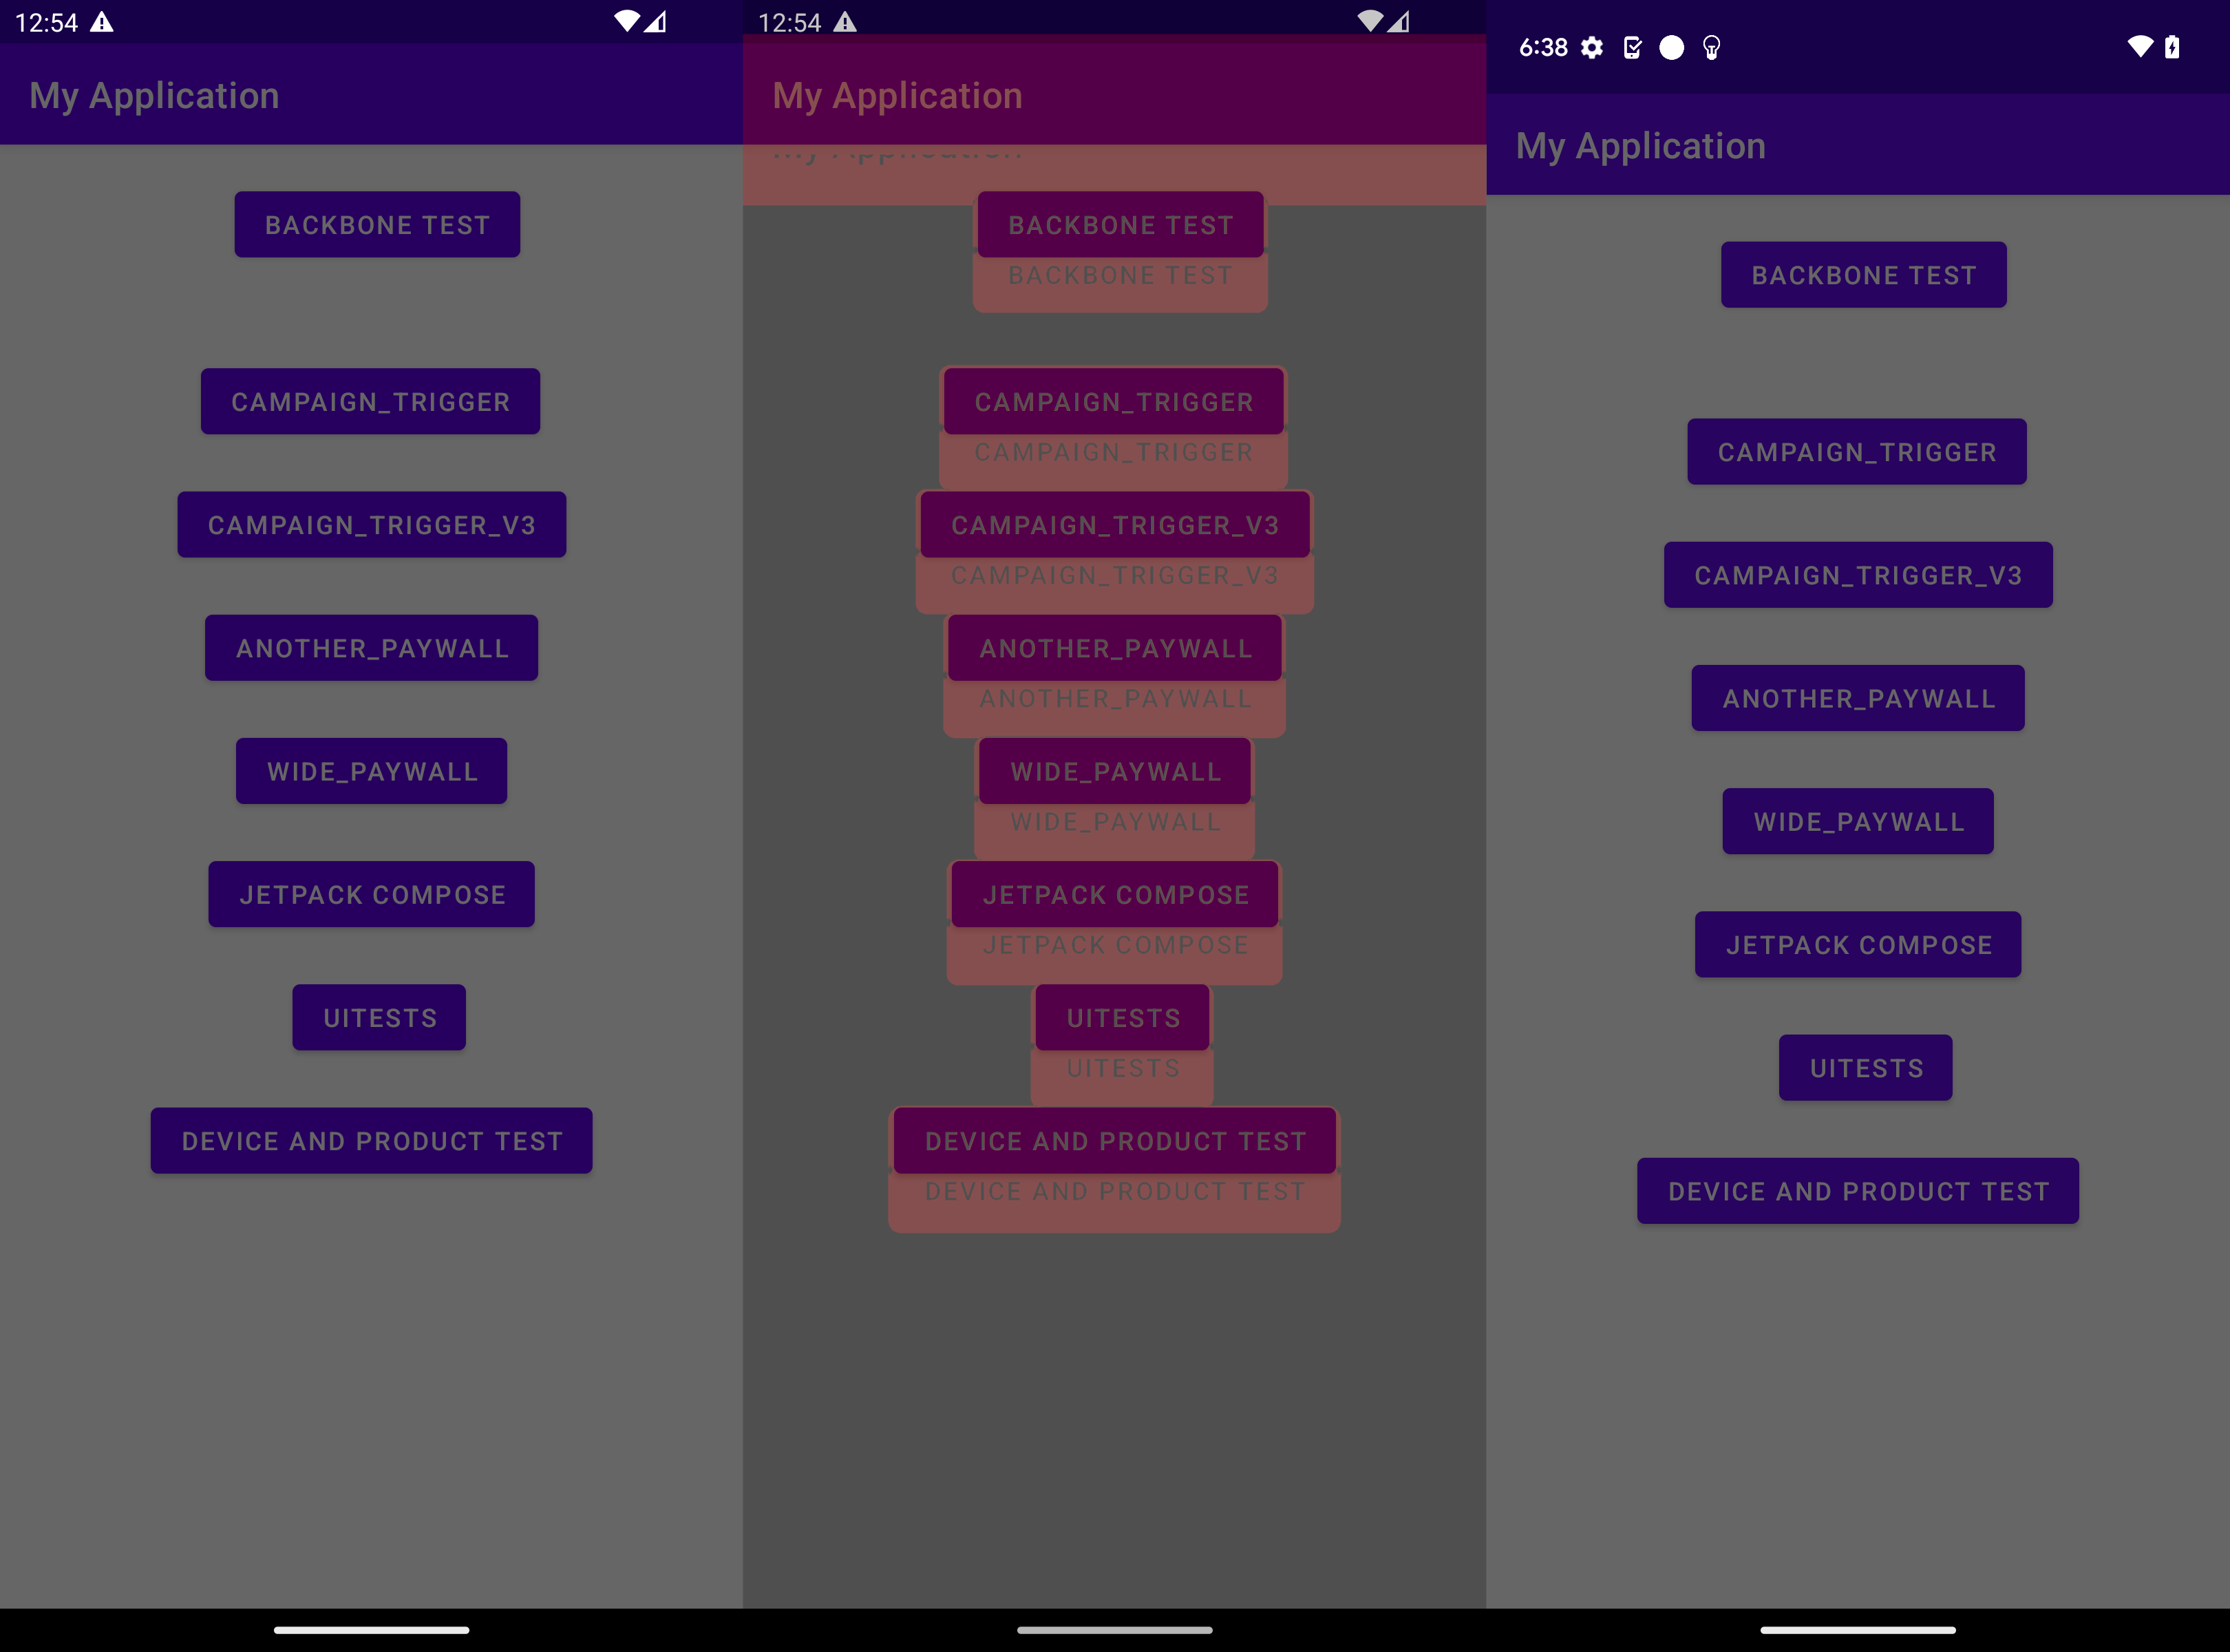 12:54
My Application
BACKBONE TEST
CAMPAIGN_TRIGGER
CAMPAIGN_TRIGGER_V3
ANOTHER_PAYWALL
WIDE_PAYWALL
JETPACK COMPOSE
UITESTS
DEVICE AND PRODUCT TEST
12:54
My Application
My Application
BACKBONE TEST
BACKBONE TEST
CAMPAIGN_TRIGGER
CAMPAIGN_TRIGGER
CAMPAIGN_TRIGGER_V3
CAMPAIGN_TRIGGER_V3
ANOTHER_PAYWALL
ANOTHER_PAYWALL
WIDE_PAYWALL
WIDE_PAYWALL
JETPACK COMPOSE
JETPACK COMPOSE
UITESTS
UITESTS
DEVICE AND PRODUCT TEST
DEVICE AND PRODUCT TEST
6:38
My Application
BACKBONE TEST
CAMPAIGN_TRIGGER
CAMPAIGN_TRIGGER_V3
ANOTHER_PAYWALL
WIDE_PAYWALL
JETPACK COMPOSE
UITESTS
DEVICE AND PRODUCT TEST